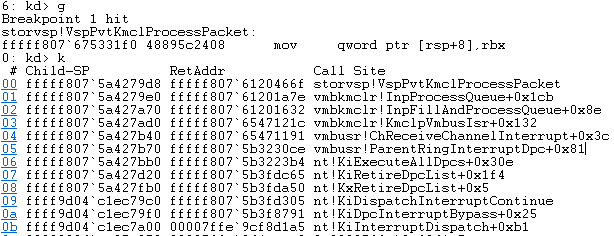 6: kd> g
Breakpoint 1 hit
storvsp!VspPvtKmclProcessPacket:
fffff807`675331f0 48895c2408      mov     qword ptr [rsp+8],rbx
0: kd> k
 # Child-SP          RetAddr               Call Site
00 fffff807`5a4279d8 fffff807`6120466f     storvsp!VspPvtKmclProcessPacket
01 fffff807`5a4279e0 fffff807`61201a7e     vmbkmclr!InpProcessQueue+0x1cb
02 fffff807`5a427a70 fffff807`61201632     vmbkmclr!InpFillAndProcessQueue+0x8e
03 fffff807`5a427ad0 fffff807`6547121c     vmbkmclr!KmclpVmbusIsr+0x132
04 fffff807`5a427b40 fffff807`65471191     vmbusr!ChReceiveChannelInterrupt+0x3c
05 fffff807`5a427b70 fffff807`5b3230ce     vmbusr!ParentRingInterruptDpc+0x81
06 fffff807`5a427bb0 fffff807`5b3223b4     nt!KiExecuteAllDpcs+0x30e
07 fffff807`5a427d20 fffff807`5b3fdc65     nt!KiRetireDpcList+0x1f4
08 fffff807`5a427fb0 fffff807`5b3fda50     nt!KxRetireDpcList+0x5
09 ffff9d04`c1ec79c0 fffff807`5b3fd305     nt!KiDispatchInterruptContinue
0a ffff9d04`c1ec79f0 fffff807`5b3f8791     nt!KiDpcInterruptBypass+0x25
0b ffff9d04`c1ec7a00 00007ffe`9cf8d1a5     nt!KiInterruptDispatch+0xb1